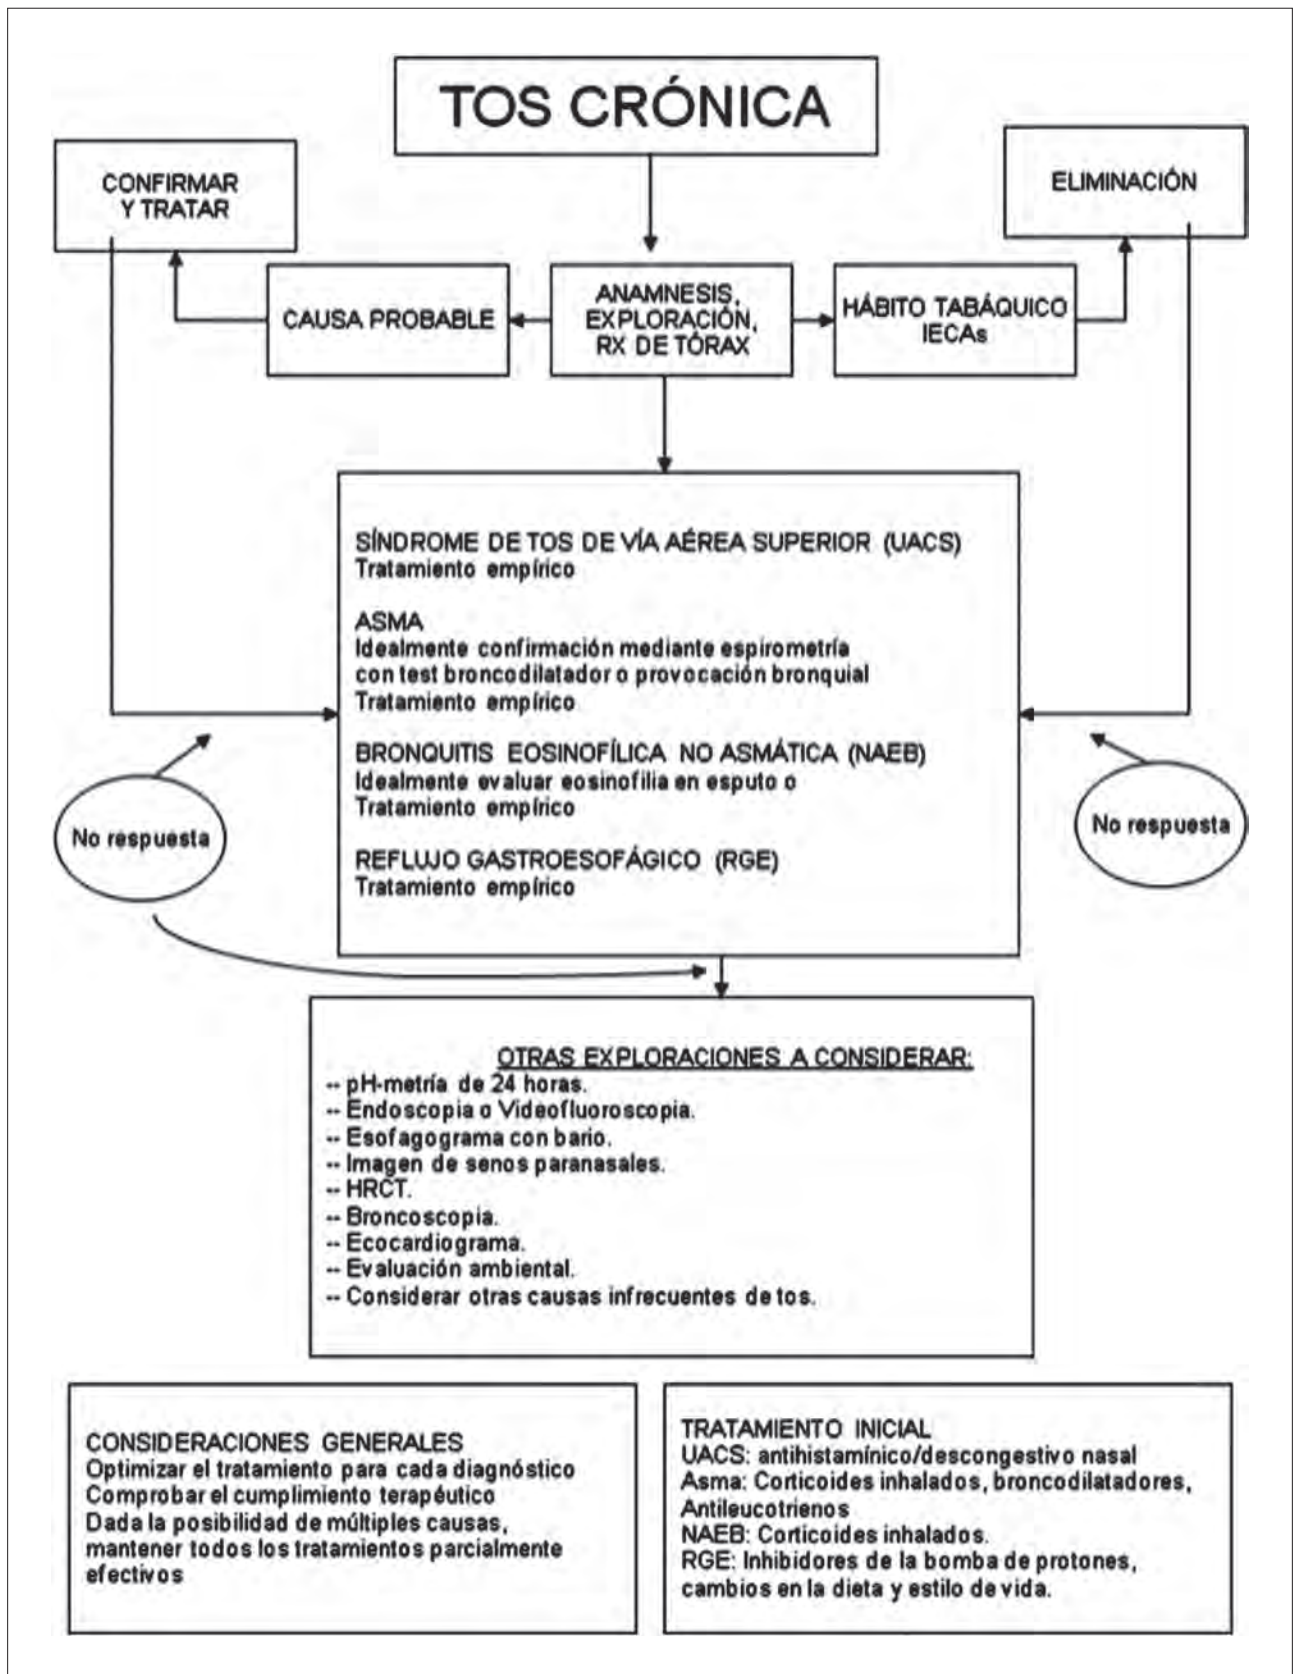 TOS CRÓNICA
CONFIRMAR
Y TRATAR
ELIMINACIÓN
CAUSA PROBABLE
ANAMNESIS,
EXPLORACIÓN,
RX DE TÓRAX
HÁBITO TABÁQUICO
IECAs
SÍNDROME DE TOS DE VÍA AÉREA SUPERIOR (UACS)
Tratamiento empírico
ASMA
Idealmente confirmación mediante espirometría
con test broncodilatador o provocación bronquial
Tratamiento empírico
BRONQUITIS EOSINOFÍLICA NO ASMÁTICA (NAEB)
Idealmente evaluar eosinofilia en esputo o
Tratamiento empírico
REFLUJO GASTROESOFÁGICO (RGE)
Tratamiento empírico
No respuesta
No respuesta
OTRAS EXPLORACIONES A CONSIDERAR:
-- pH-metría de 24 horas.
-- Endoscopia o Videofluoroscopia.
-- Esofagograma con bario.
-- Imagen de senos paranasales.
-- HRCT.
-- Broncoscopia.
-- Ecocardiograma.
-- Evaluación ambiental.
-- Considerar otras causas infrecuentes de tos.
CONSIDERACIONES GENERALES
Optimizar el tratamiento para cada diagnóstico
Comprobar el cumplimiento terapéutico
Dada la posibilidad de múltiples causas,
mantener todos los tratamientos parcialmente
efectivos
TRATAMIENTO INICIAL
UACS: antihistamínico/descongestivo nasal
Asma: Corticoides inhalados, broncodilatadores,
Antileucotrienos
NAEB: Corticoides inhalados.
RGE: Inhibidores de la bomba de protones,
cambios en la dieta y estilo de vida.